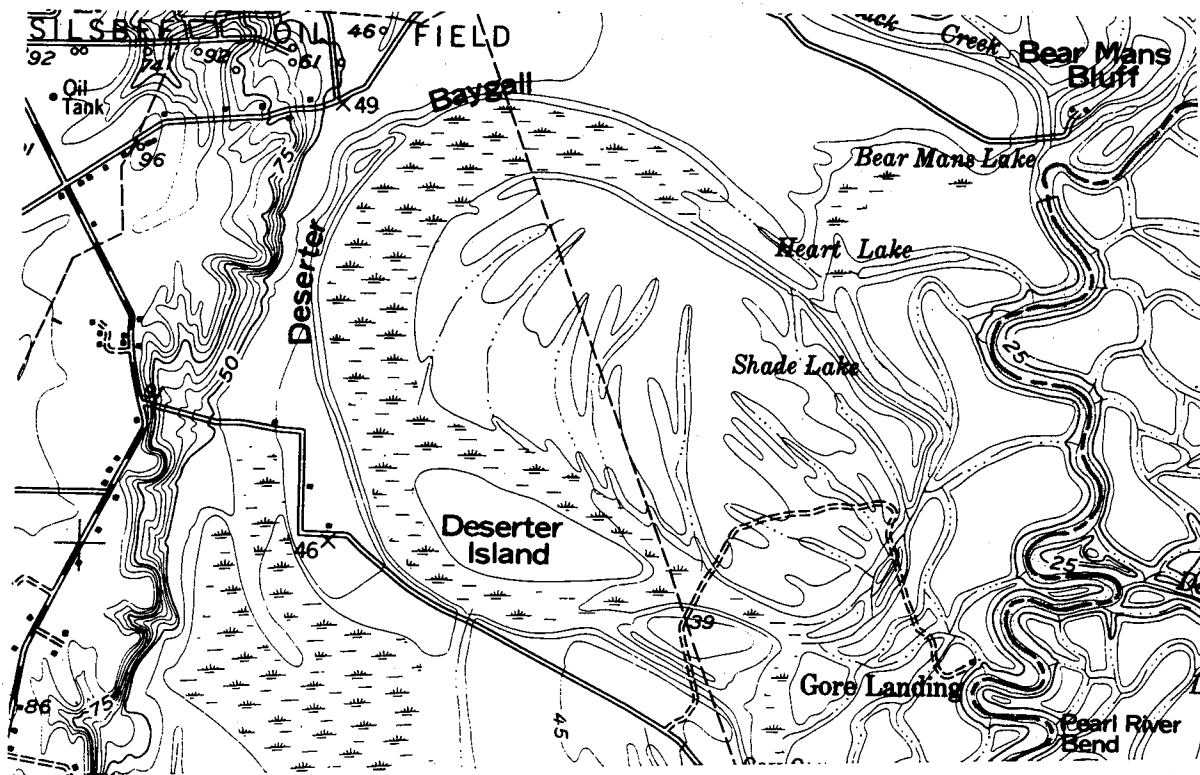 SILSBEE OIL FIELD
46
92
74
92
61
Oil
Tank
49
Baygall
Creek
Bear Mans
Bluff
96
75
Bear Mans Lake
Deserter
Heart Lake
25
50
Shade Lake
Deserter
Island
46
25
39
Gore Landing
86
75
45
Pearl River
Bend